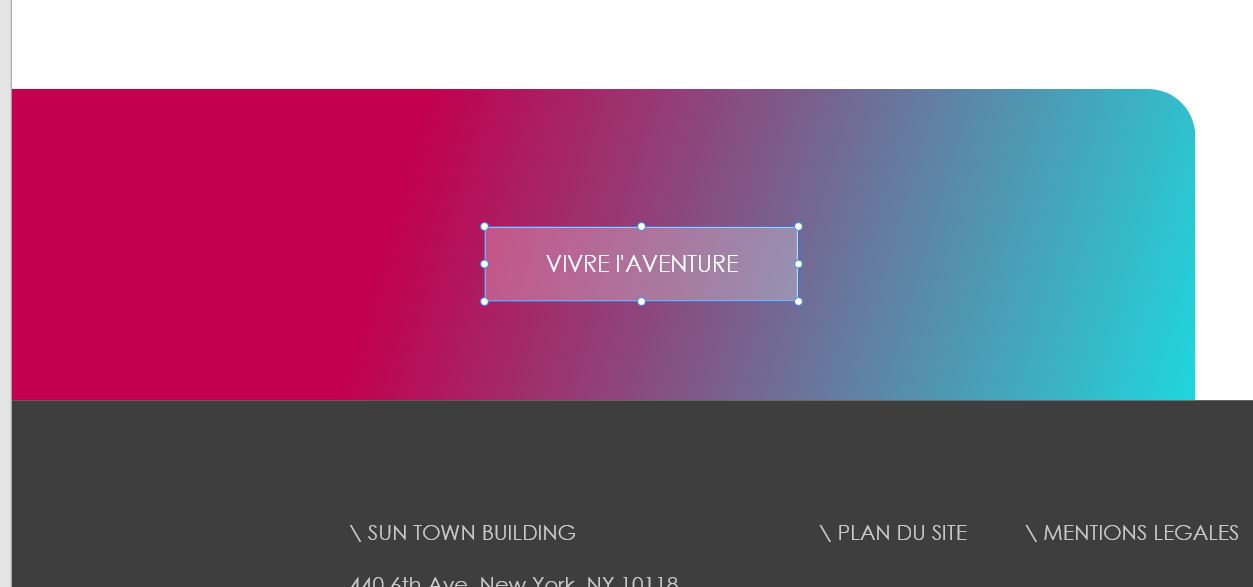 VIVRE l'AVENTURE
\ SUN TOWN BUILDING
\ PLAN DU SITE
\ MENTIONS LEGALES
440 6th Ave, New York, NY 10118